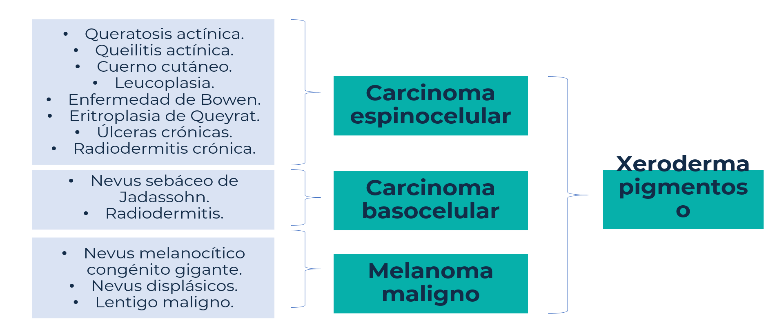 • Queratosis actínica.
• Queilitis actínica.
• Cuerno cutáneo.
• Leucoplasia.
• Enfermedad de Bowen.
• Eritroplasia de Queyrat.
• Úlceras crónicas.
• Radiodermitis crónica.
Carcinoma
espinocelular
• Nevus sebáceo de
Jadassohn.
• Radiodermitis.
Carcinoma
basocelular
• Nevus melanocítico
congénito gigante.
• Nevus displásicos.
• Lentigo maligno.
Melanoma
maligno
Xeroderma
pigmentos
o